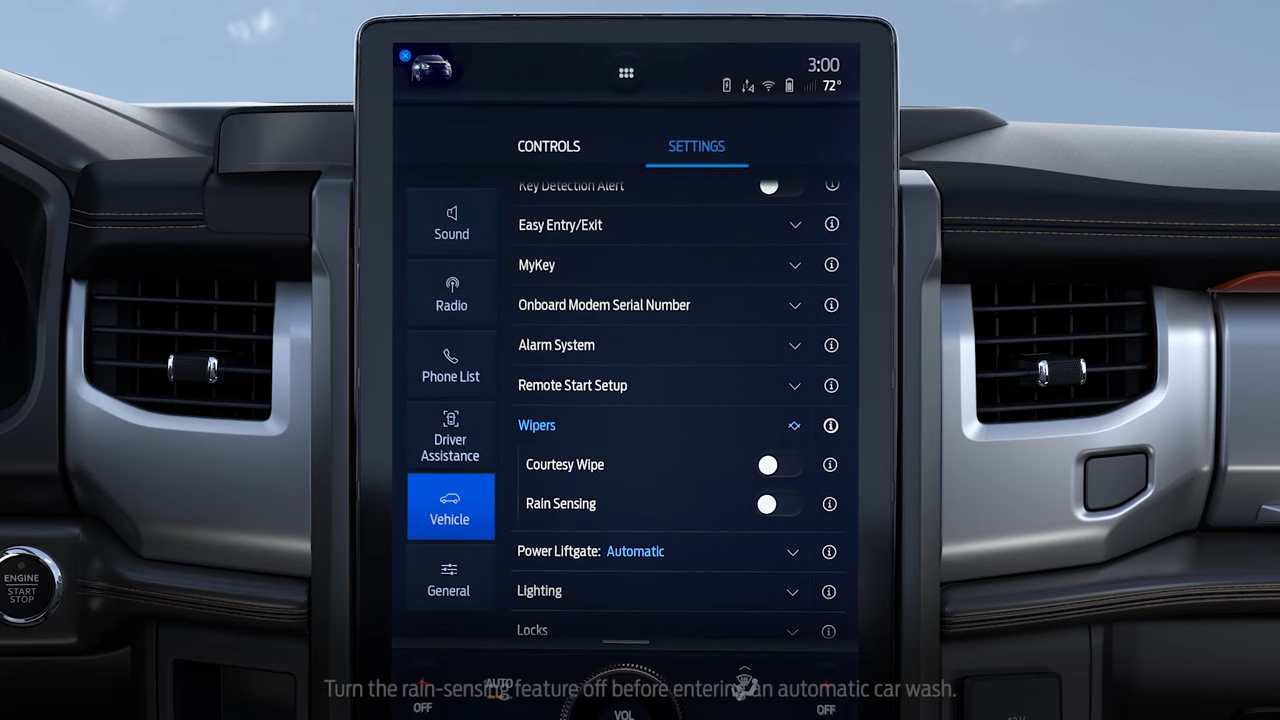 3:00
72°
CONTROLS SETTINGS
Key Detection Alert
Sound
Easy Entry/Exit
MyKey
Radio
Onboard Modem Serial Number
Alarm System
Phone List
Remote Start Setup
Wipers
Driver
Assistance
Courtesy Wipe
Rain Sensing
Vehicle
Power Liftgate: Automatic
General
Lighting
Locks
ENGINE
START
STOP
Turn the rain-sensing feature off before entering an automatic car wash.
AUTO
OFF
VOL
OFF